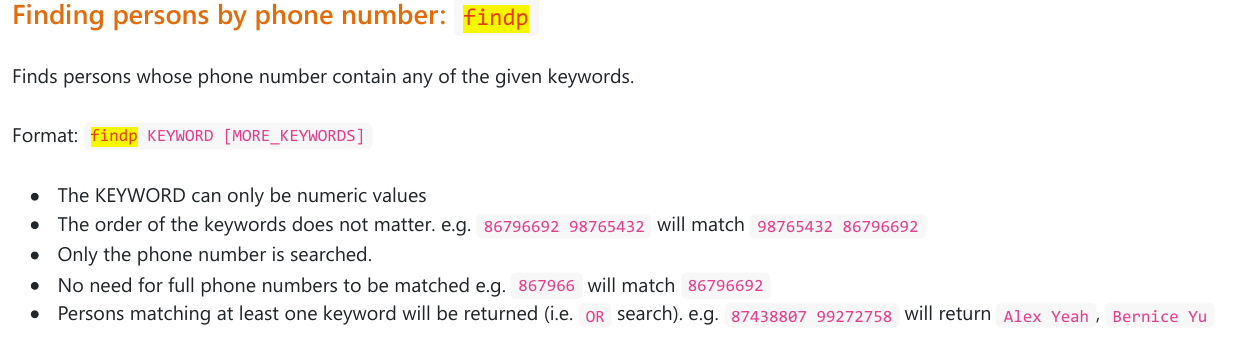 Finding persons by phone number: findp
Finds persons whose phone number contain any of the given keywords.
Format: findp KEYWORD [MORE_KEYWORDS]
• The KEYWORD can only be numeric values
• The order of the keywords does not matter. e.g. 86796692 98765432 will match 98765432 86796692
• Only the phone number is searched.
• No need for full phone numbers to be matched e.g. 867966 will match 86796692
• Persons matching at least one keyword will be returned (i.e. OR search). e.g. 87438807 99272758 will return Alex Yeah, Bernice Yu